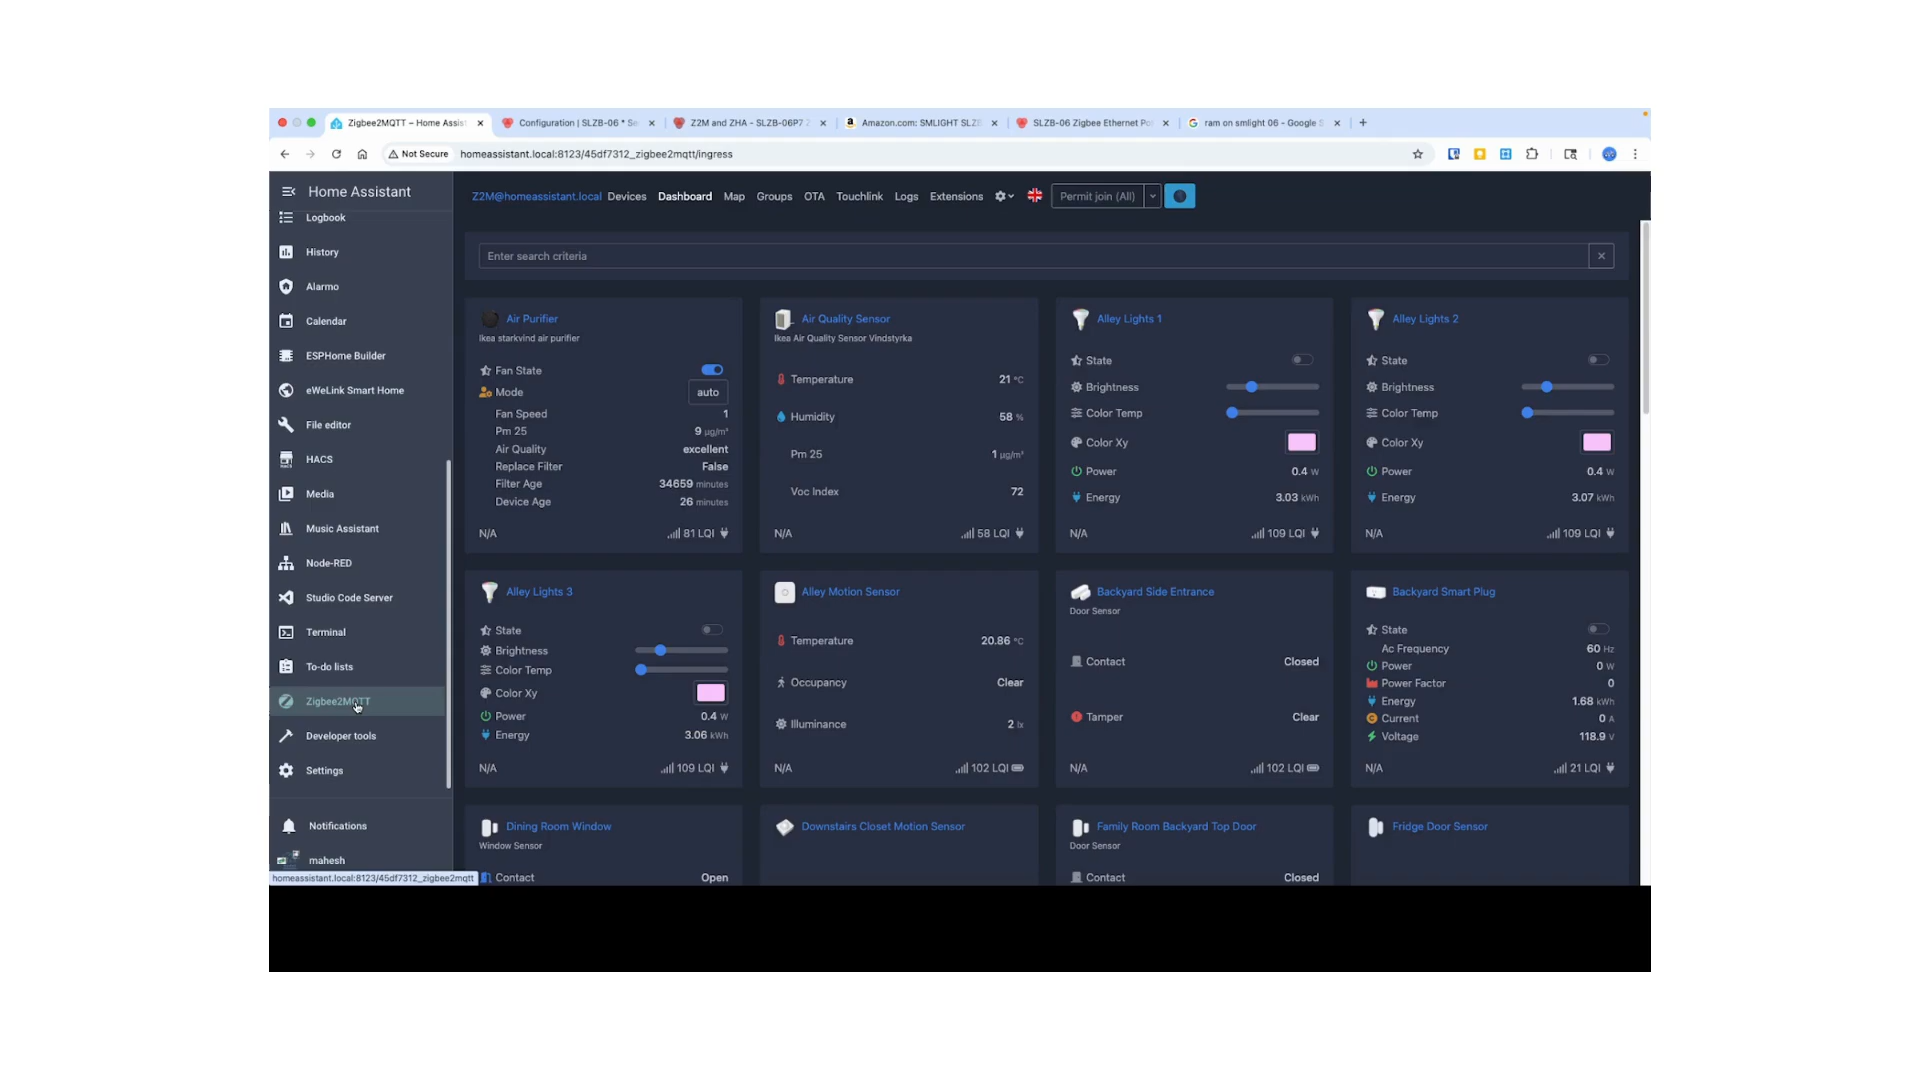 Zigbee2MQTT – Home Assis
Configuration | SLZB-06 * Se
Z2M and ZHA - SLZB-06P7 Z
Amazon.com: SMLIGHT SLZB
SLZB-06 Zigbee Ethernet Po
ram on smlight 06 - Google S
Not Secure
homeassistant.local:8123/45df7312_zigbee2mqtt/ingress
Home Assistant
Logbook
History
Alarmo
Calendar
ESPHome Builder
eWeLink Smart Home
File editor
HACS
Media
Music Assistant
Node-RED
Studio Code Server
Terminal
To-do lists
Zigbee2MQTT
Developer tools
Settings
Notifications
mahesh
homeassistant.local:8123/45df7312_zigbee2mqtt
Z2M@homeassistant.local Devices Dashboard Map Groups OTA Touchlink Logs Extensions Permit join (All)
Enter search criteria
Air Purifier
Ikea starkvind air purifier
Fan State
Mode auto
Fan Speed 1
Pm 25 9 µg/m³
Air Quality excellent
Replace Filter False
Filter Age 34659 minutes
Device Age 26 minutes
N/A 81 LQI
Air Quality Sensor
Ikea Air Quality Sensor Vindstyrka
Temperature 21 °C
Humidity 58 %
Pm 25 1 µg/m³
Voc Index 72
N/A 58 LQI
Alley Lights 1
State
Brightness
Color Temp
Color Xy
Power 0.4 W
Energy 3.03 kWh
N/A 109 LQI
Alley Lights 2
State
Brightness
Color Temp
Color Xy
Power 0.4 W
Energy 3.07 kWh
N/A 109 LQI
Alley Lights 3
State
Brightness
Color Temp
Color Xy
Power 0.4 W
Energy 3.06 kWh
N/A 109 LQI
Alley Motion Sensor
Temperature 20.86 °C
Occupancy Clear
Illuminance 2 lx
N/A 102 LQI
Backyard Side Entrance
Door Sensor
Contact Closed
Tamper Clear
N/A 102 LQI
Backyard Smart Plug
State
Ac Frequency 60 Hz
Power 0 W
Power Factor 0
Energy 1.68 kWh
Current 0 A
Voltage 118.9 V
N/A 21 LQI
Dining Room Window
Window Sensor
Contact Open
Downstairs Closet Motion Sensor
Family Room Backyard Top Door
Door Sensor
Contact Closed
Fridge Door Sensor